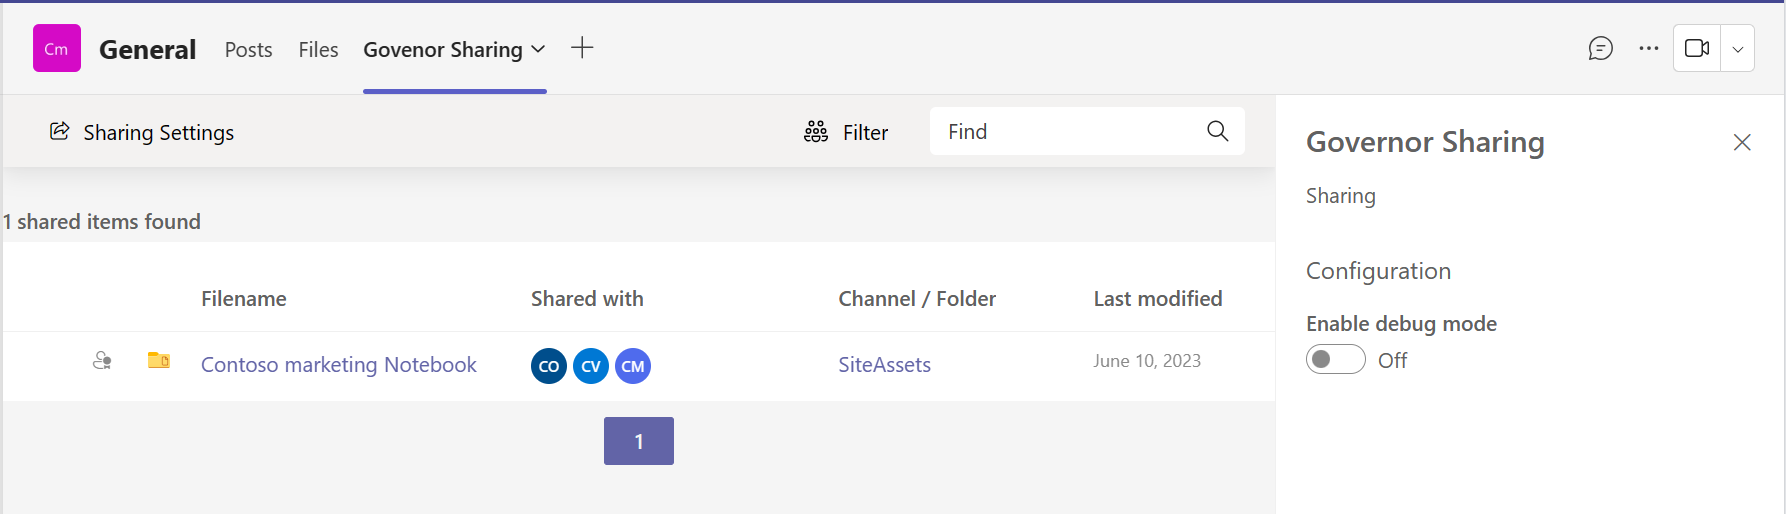 Cm General Posts Files Govenor Sharing
Sharing Settings Filter Find
Governor Sharing
Sharing
1 shared items found
Configuration
Filename Shared with Channel / Folder Last modified
Enable debug mode
Contoso marketing Notebook CO CV CM SiteAssets June 10, 2023
Off
1